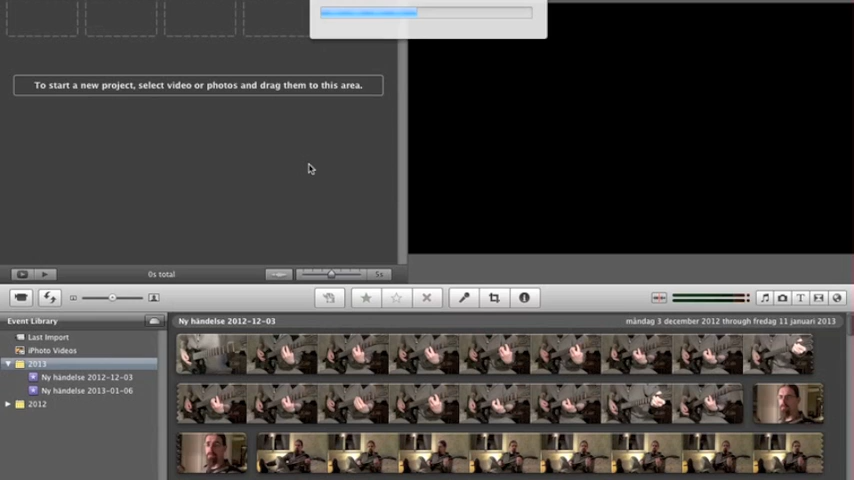 To start a new project, select video or photos and drag them to this area.
0s total
5s
Event Library
Ny händelse 2012-12-03
måndag 3 december 2012 through fredag 11 januari 2013
Last Import
iPhoto Videos
2013
Ny händelse 2012-12-03
Ny händelse 2013-01-06
2012